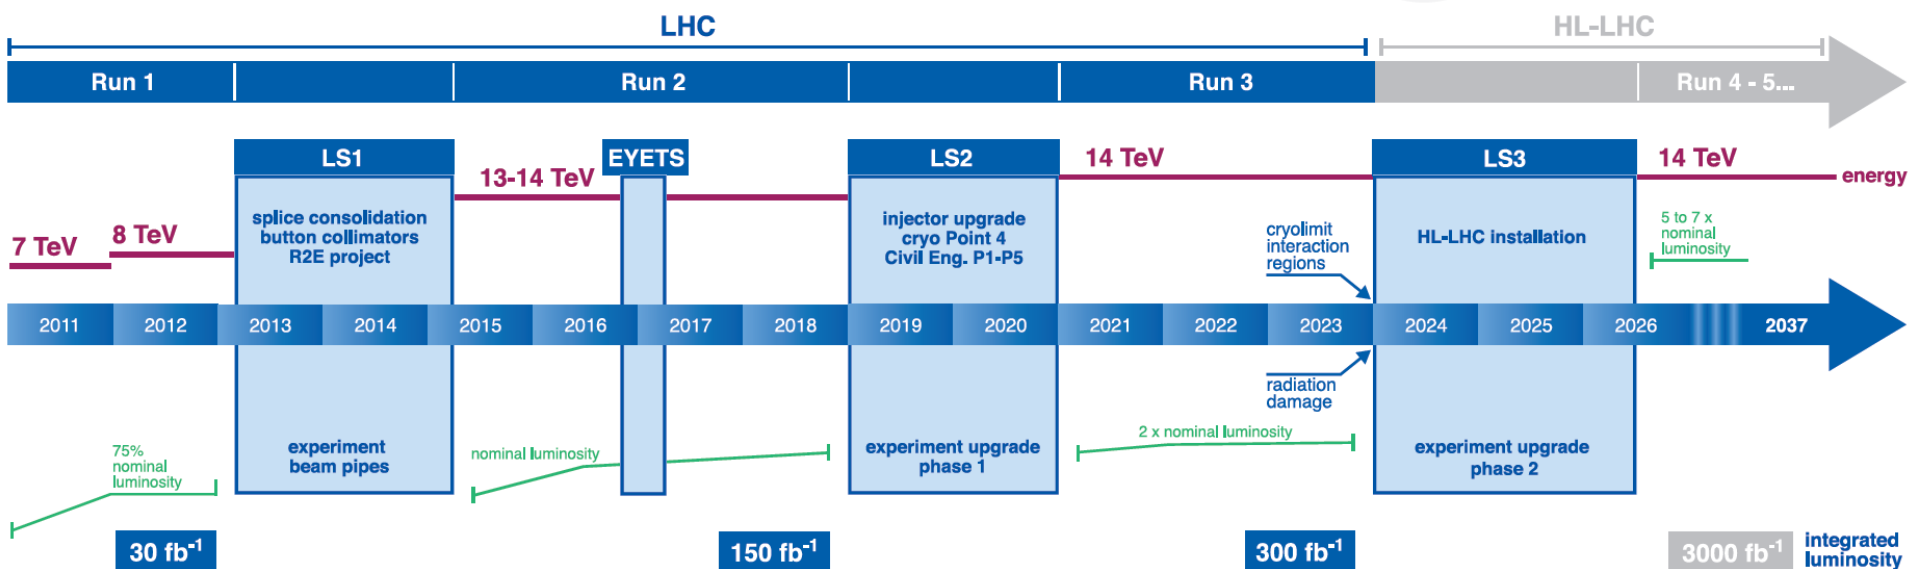 LHC
HL-LHC
Run 1
Run 2
Run 3
Run 4 - 5...
LS1
EYETS
LS2
LS3
7 TeV
8 TeV
13-14 TeV
14 TeV
14 TeV
energy
splice consolidation
button collimators
R2E project
injector upgrade
cryo Point 4
Civil Eng. P1-P5
cryolimit
interaction
regions
HL-LHC installation
5 to 7 x
nominal
luminosity
2011
2012
2013
2014
2015
2016
2017
2018
2019
2020
2021
2022
2023
2024
2025
2026
2037
radiation
damage
75%
nominal
luminosity
experiment
beam pipes
nominal luminosity
experiment upgrade
phase 1
2 x nominal luminosity
experiment upgrade
phase 2
30 fb⁻¹
150 fb⁻¹
300 fb⁻¹
3000 fb⁻¹
integrated
luminosity